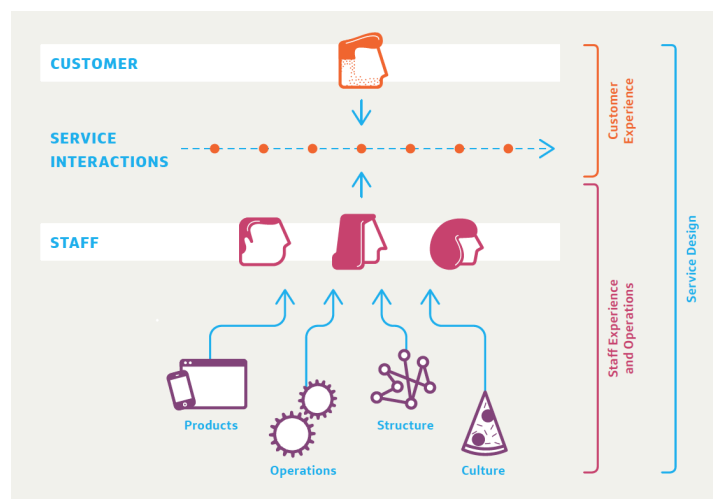 CUSTOMER
SERVICE
INTERACTIONS
STAFF
Products
Operations
Structure
Culture
Customer
Experience
Staff Experience
and Operations
Service Design